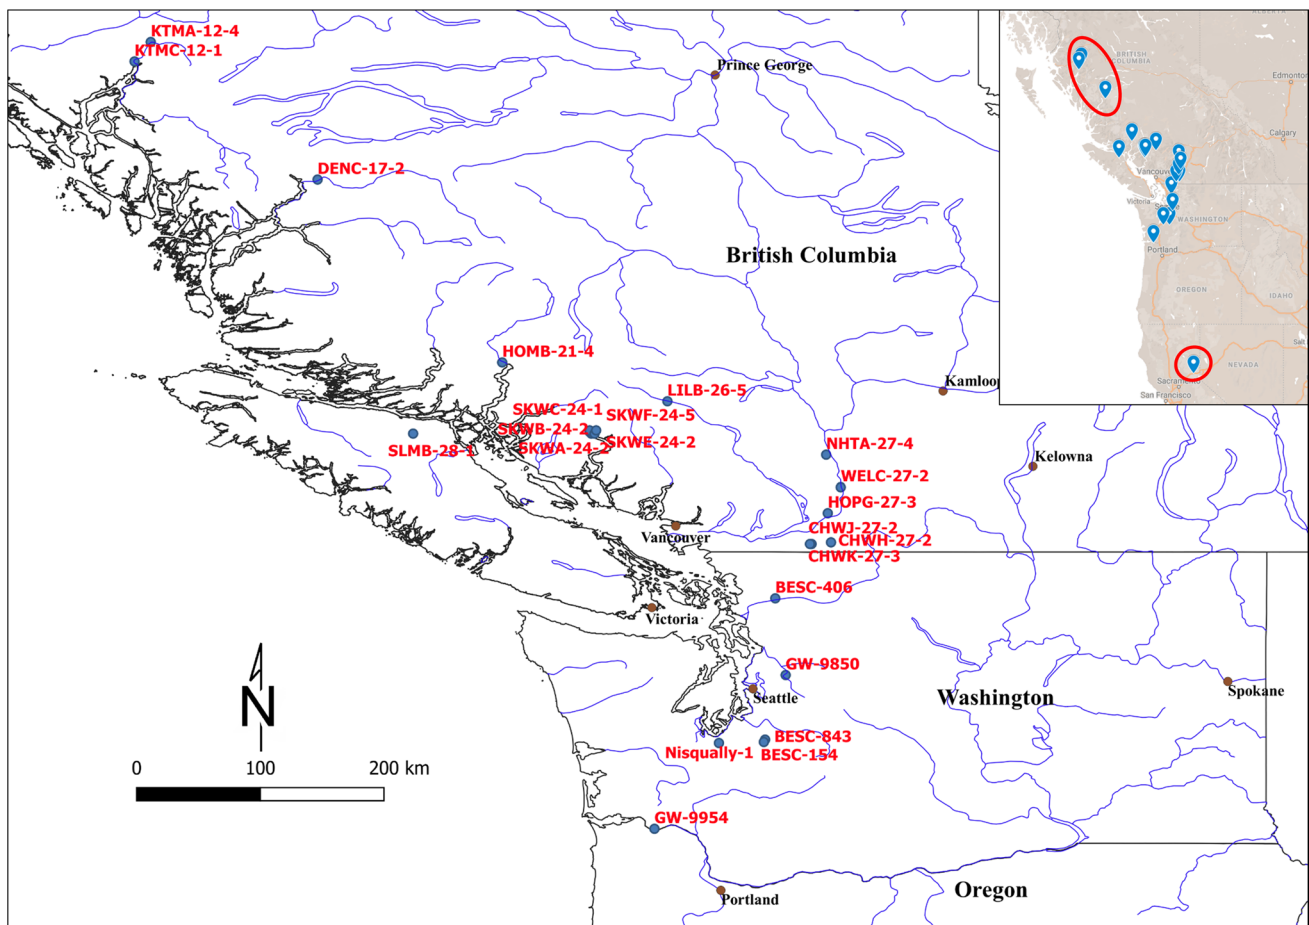 KTMA-12-4
KTMC-12-1
Prince George
DENC-17-2
British Columbia
HOMB-21-4
LILB-26-5
Kamloop
SKWC-24-1
SKWF-24-5
SKWB-24-2
SKWE-24-2
SKWA-24-2
SLMB-28-1
NHTA-27-4
Kelowna
WELC-27-2
HOPG-27-3
CHWJ-27-2
CHWH-27-2
CHWK-27-3
Vancouver
BESC-406
Victoria
GW-9850
Seattle
Washington
Spokane
BESC-843
Nisqually-1
BESC-154
GW-9954
Portland
Oregon
N
0 100 200 km
ALBERTA
BRITISH
COLUMBIA
Edmonton
Calgary
Vancouver
Victoria
WASHINGTON
Portland
OREGON
IDAHO
Salt
NEVADA
Sacramento
San Francisco